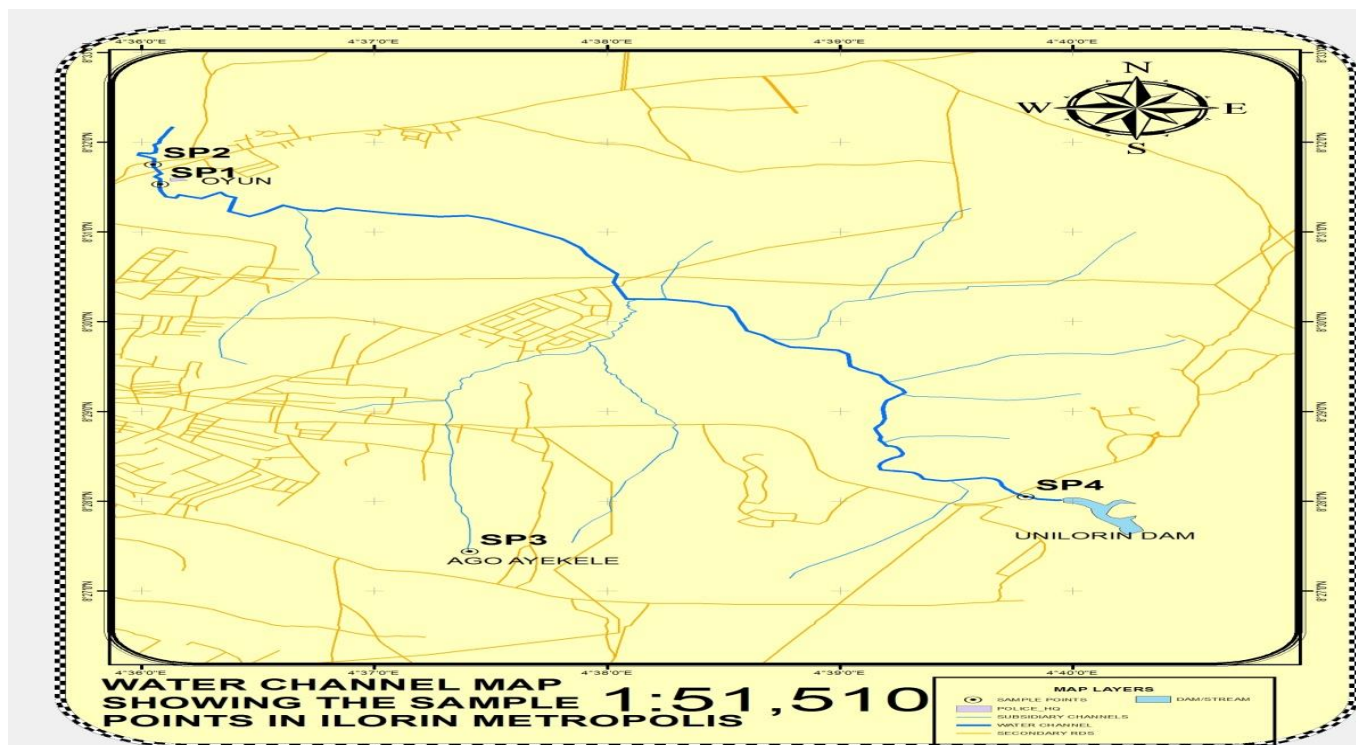 4°36'0"E 4°37'0"E 4°38'0"E 4°39'0"E 4°40'0"E
N
W E
S
SP2
SP1
OYUN
SP4
UNILORIN DAM
SP3
AGO AYEKELE
4°36'0"E 4°37'0"E 4°38'0"E 4°39'0"E 4°40'0"E
WATER CHANNEL MAP
SHOWING THE SAMPLE
POINTS IN ILORIN METROPOLIS
1:51,510
MAP LAYERS
SAMPLE POINTS
POLICE_HQ
SUBSIDIARY CHANNELS
WATER CHANNEL
SECONDARY RDS
DAM/STREAM